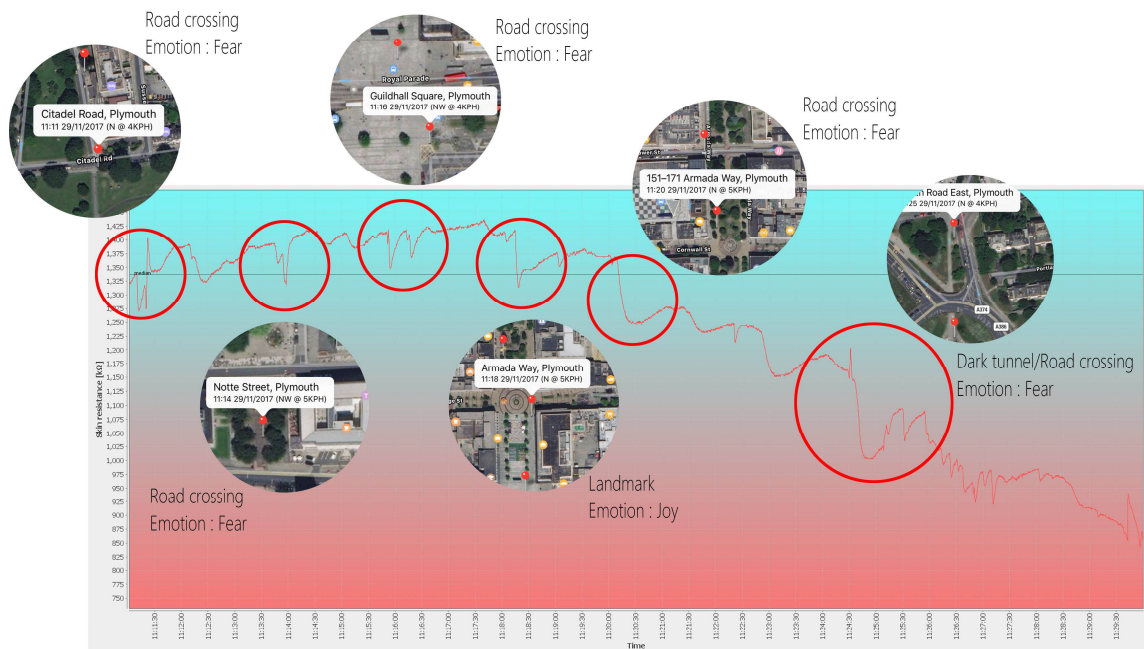 Road crossing
Emotion : Fear
Citadel Road, Plymouth
11:11 29/11/2017 (N @ 4KPH)
Citadel Rd
Road crossing
Emotion : Fear
Royal Parade
Guildhall Square, Plymouth
11:16 29/11/2017 (NW @ 4KPH)
Road crossing
Emotion : Fear
151–171 Armada Way, Plymouth
11:20 29/11/2017 (N @ 5KPH)
Cornwall St
Road East, Plymouth
25 29/11/2017 (N @ 4KPH)
Portla
A374
A386
Dark tunnel/Road crossing
Emotion : Fear
Notte Street, Plymouth
11:14 29/11/2017 (NW @ 5KPH)
Road crossing
Emotion : Fear
Armada Way, Plymouth
11:18 29/11/2017 (N @ 5KPH)
ge St
Landmark
Emotion : Joy
median
Skin resistance [kΩ]
1,425
1,400
1,375
1,350
1,325
1,300
1,275
1,250
1,225
1,200
1,175
1,150
1,125
1,100
1,075
1,050
1,025
1,000
975
950
925
900
875
850
825
800
775
750
11:11:30
11:12:00
11:12:30
11:13:00
11:13:30
11:14:00
11:14:30
11:15:00
11:15:30
11:16:00
11:16:30
11:17:00
11:17:30
11:18:00
11:18:30
11:19:00
11:19:30
11:20:00
11:20:30
11:21:00
11:21:30
11:22:00
11:22:30
11:23:00
11:23:30
11:24:00
11:24:30
11:25:00
11:25:30
11:26:00
11:26:30
11:27:00
11:27:30
11:28:00
11:28:30
11:29:00
11:29:30
Time